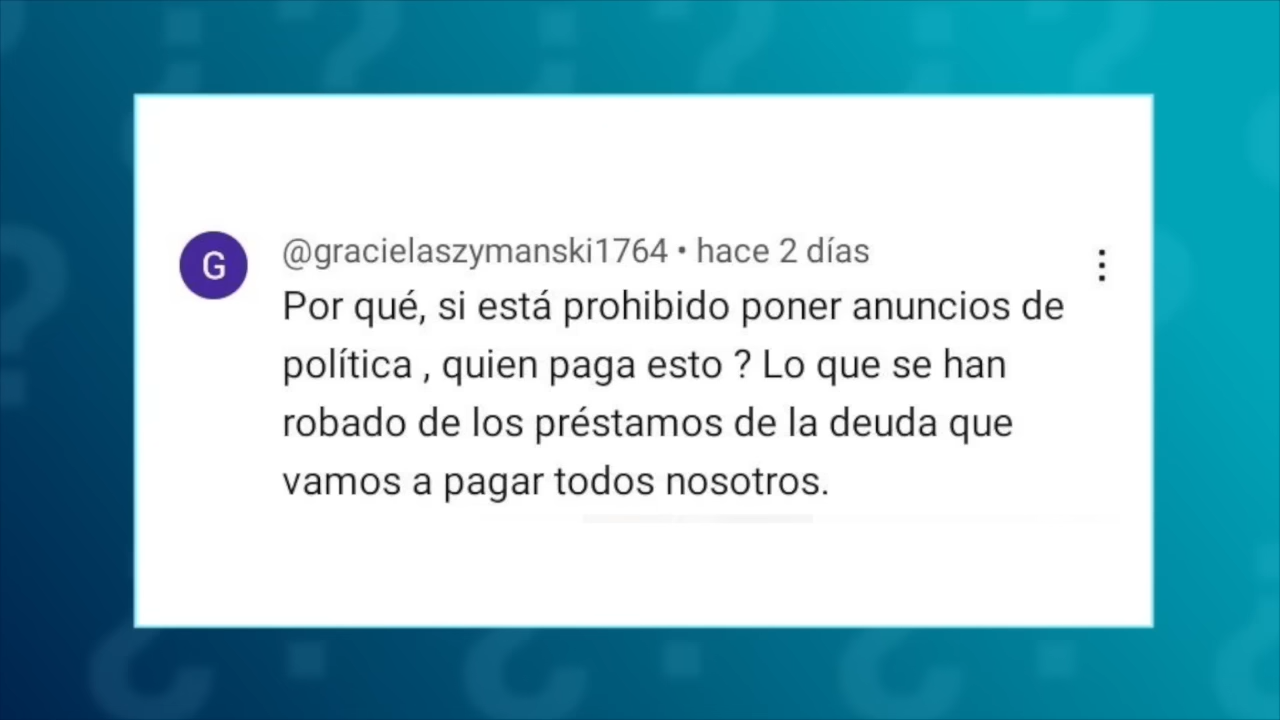 G
@gracielaszymanski1764 • hace 2 días
Por qué, si está prohibido poner anuncios de
política , quien paga esto ? Lo que se han
robado de los préstamos de la deuda que
vamos a pagar todos nosotros.